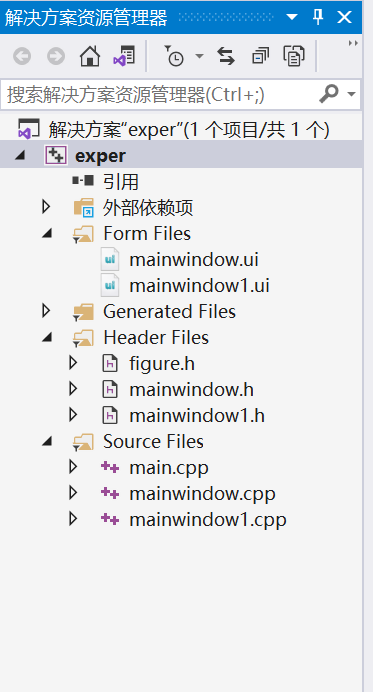 解决方案资源管理器
搜索解决方案资源管理器(Ctrl+;)
解决方案“exper”(1 个项目/共 1 个)
exper
引用
外部依赖项
Form Files
mainwindow.ui
mainwindow1.ui
Generated Files
Header Files
figure.h
mainwindow.h
mainwindow1.h
Source Files
main.cpp
mainwindow.cpp
mainwindow1.cpp